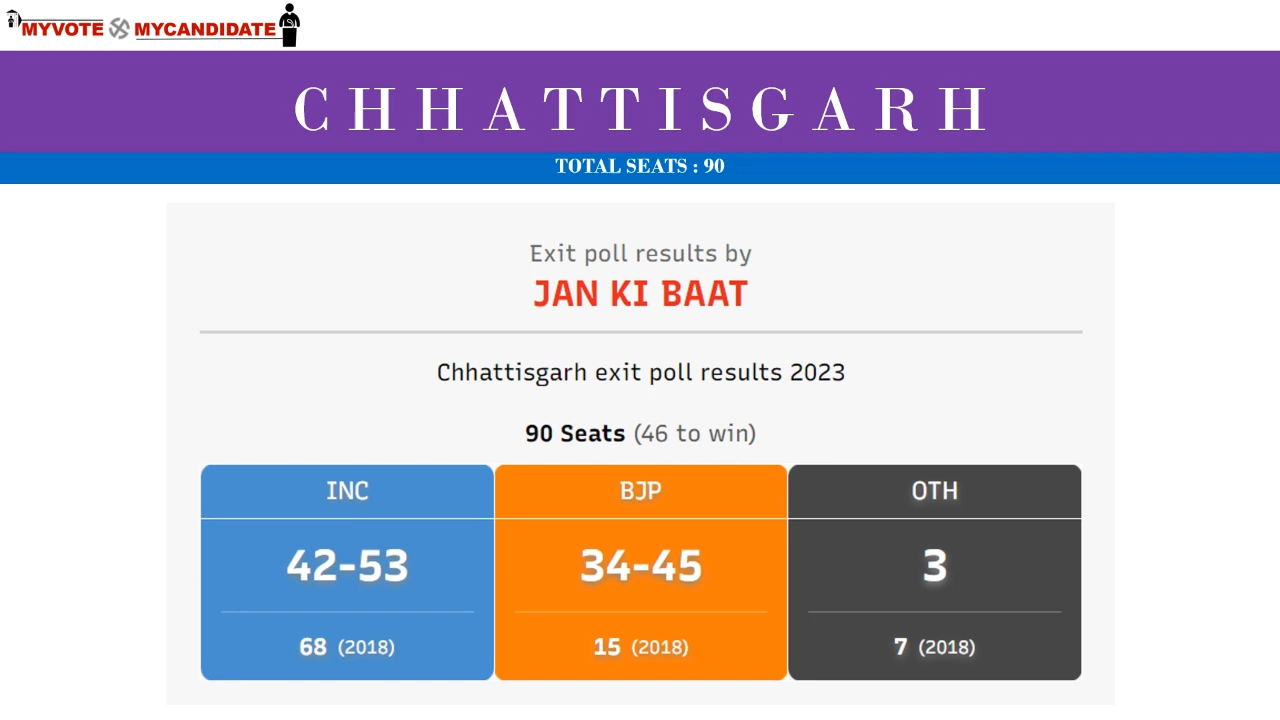 MYVOTE MYCANDIDATE
CHHATTISGARH
TOTAL SEATS : 90
Exit poll results by
JAN KI BAAT
Chhattisgarh exit poll results 2023
90 Seats (46 to win)
INC BJP OTH
42-53 34-45 3
68 (2018) 15 (2018) 7 (2018)